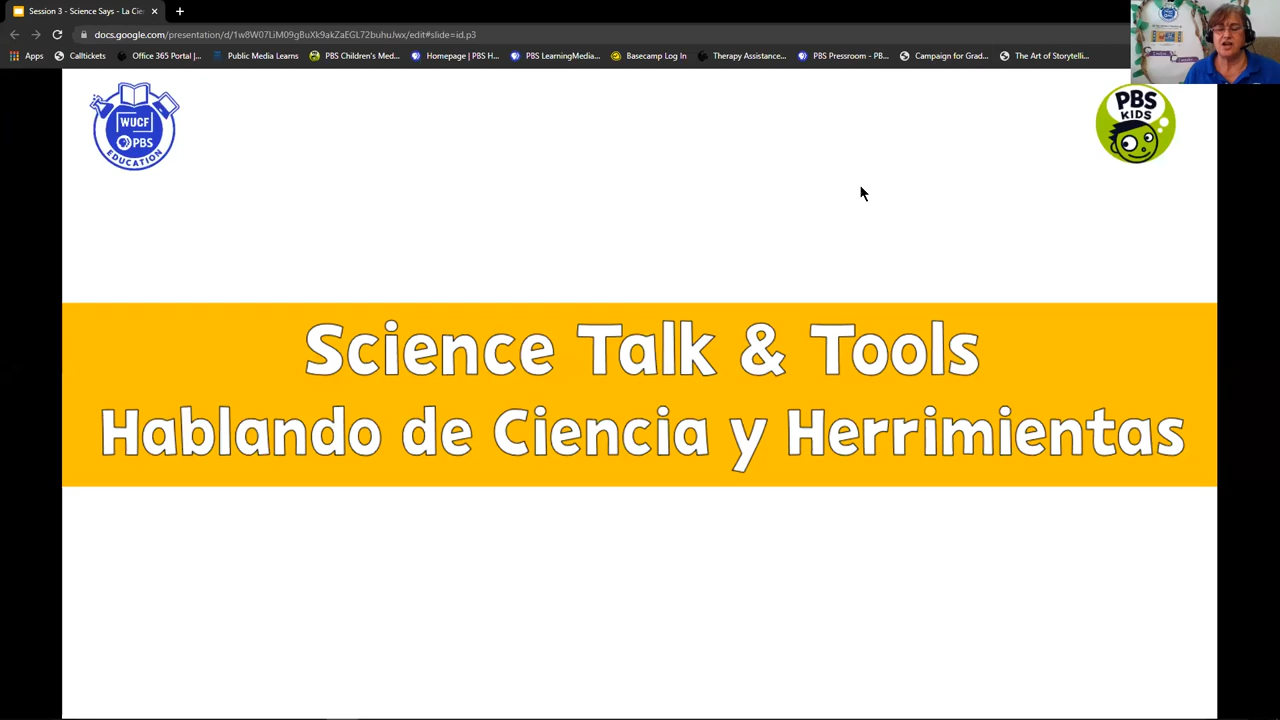 Session 3 - Science Says - La Cie
docs.google.com/presentation/d/1w8W07LiM09gBuXk9akZaEGL72buhuJwx/edit#slide=id.p3
Apps Calltickets Office 365 Portal |... Public Media Learns PBS Children's Med... Homepage | PBS H... PBS LearningMedia... Basecamp Log In Therapy Assistance... PBS Pressroom - PB... Campaign for Grad... The Art of Storytelli...
WUCF
PBS
EDUCATION
PBS
KIDS
Science Talk & Tools
Hablando de Ciencia y Herrimientas